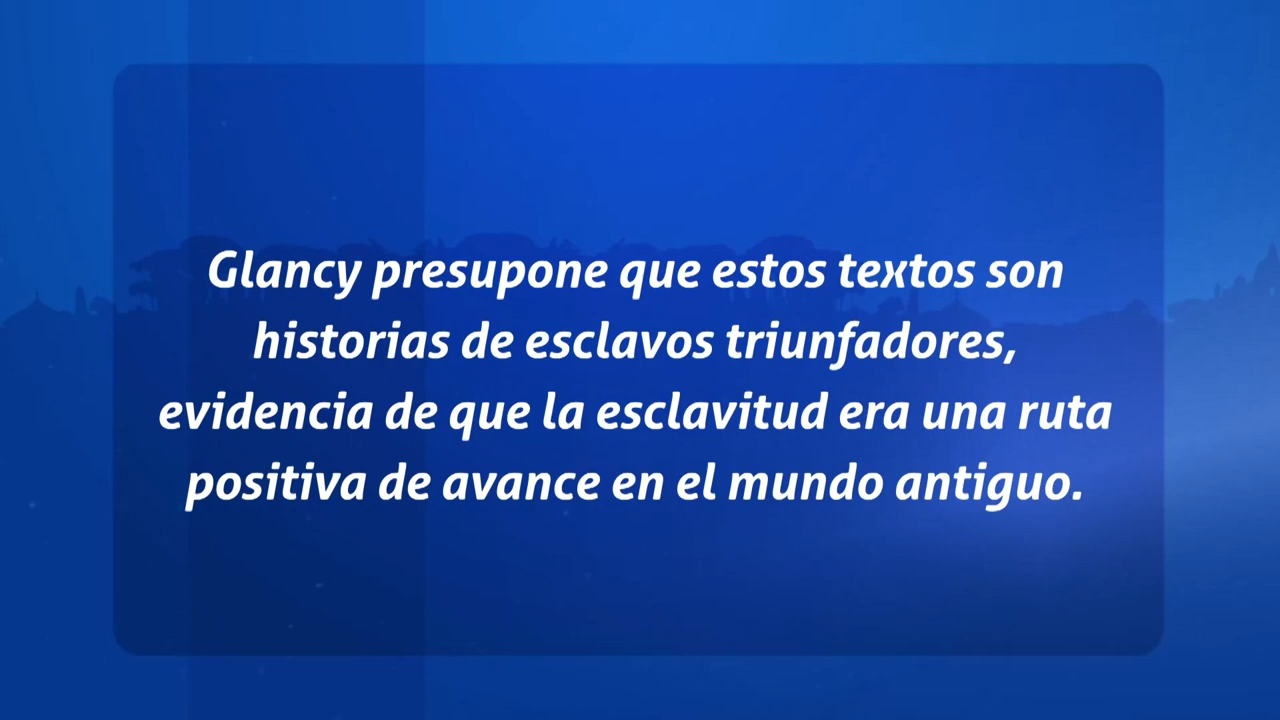 Glancy presupone que estos textos son
historias de esclavos triunfadores,
evidencia de que la esclavitud era una ruta
positiva de avance en el mundo antiguo.